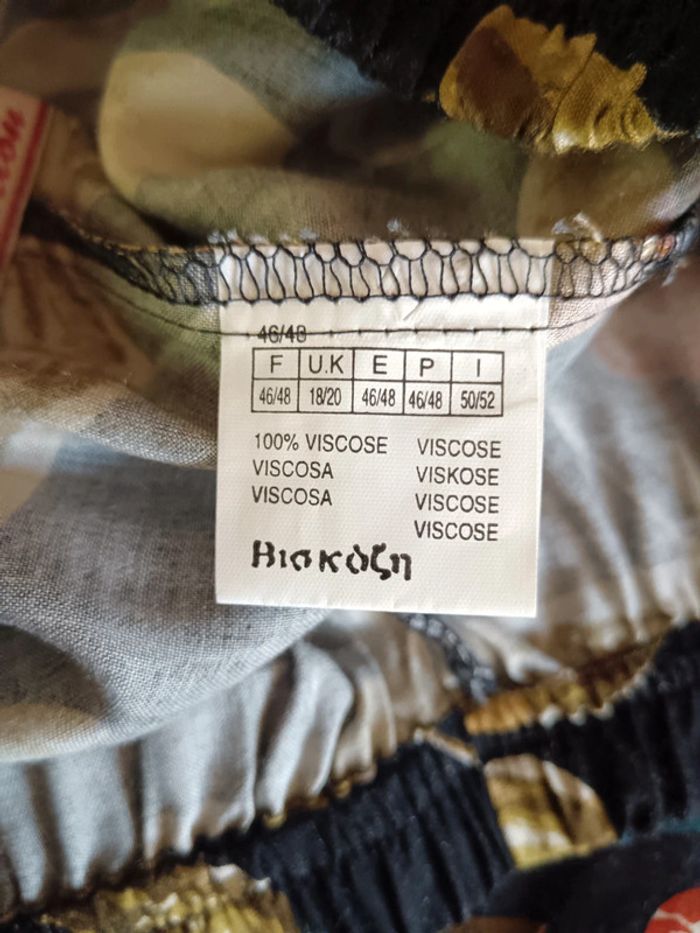 46/48
F U.K E P I
46/48 18/20 46/48 46/48 50/52
100% VISCOSE VISCOSE
VISCOSA VISKOSE
VISCOSA VISCOSE
VISCOSE
Βισκὸζη